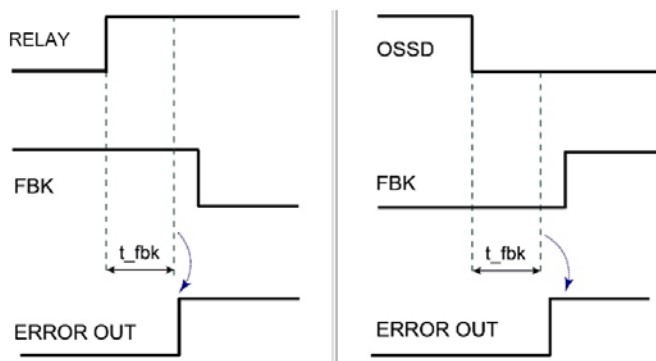 RELAY
FBK
t_fbk
ERROR OUT
OSSD
FBK
t_fbk
ERROR OUT